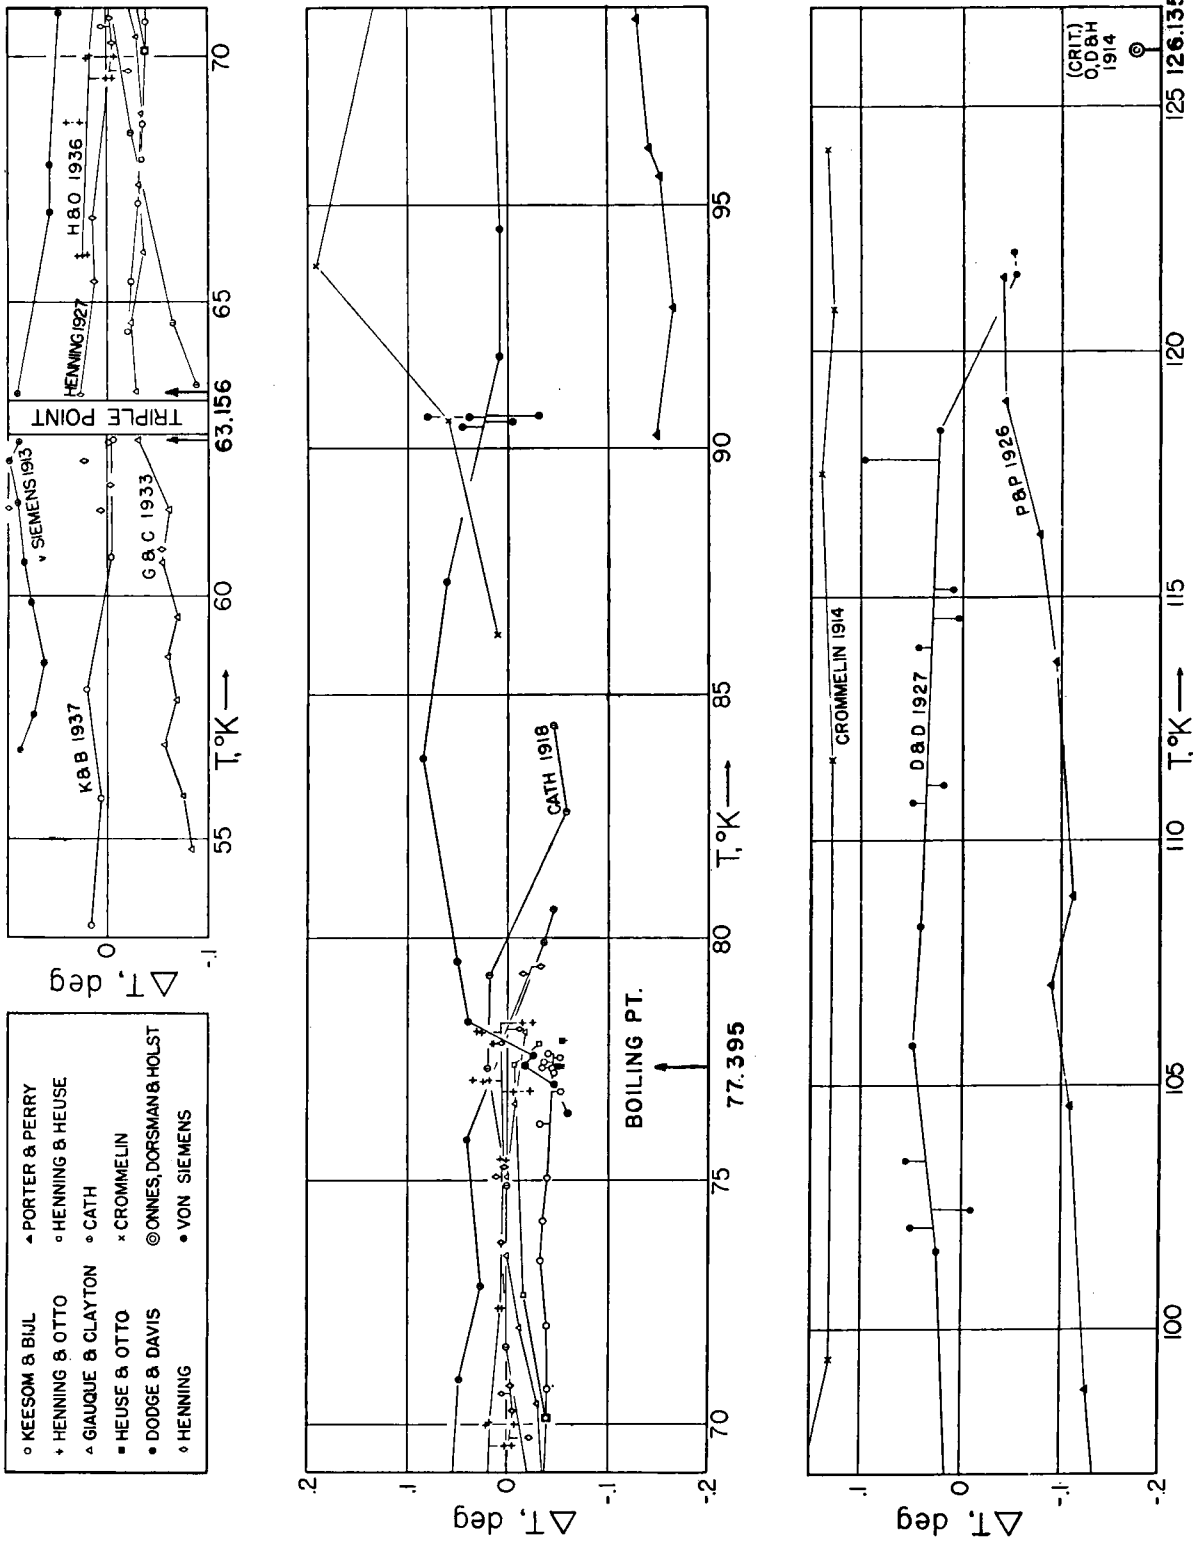 ○ KEESOM & BIJL
+ HENNING & OTTO
△ GIAUQUE & CLAYTON
■ HEUSE & OTTO
● DODGE & DAVIS
◇ HENNING
▲ PORTER & PERRY
○ HENNING & HEUSE
⊖ CATH
× CROMMELIN
◎ ONNES, DORSMAN & HOLST
● VON SIEMENS
ΔT, deg
0
-.1
55
60
63.156
65
70
T, °K →
K & B 1937
G & C 1933
SIEMENS 1913
TRIPLE POINT
HENNING 1927
H & O 1936
ΔT, deg
.2
.1
0
-.1
-.2
70
75
77.395
80
85
90
95
T, °K →
BOILING PT.
CATH 1918
ΔT, deg
.1
0
-.1
-.2
100
105
110
115
120
125
126.135
T, °K →
CROMMELIN 1914
D & D 1927
P & P 1926
(CRIT.)
O, D & H
1914